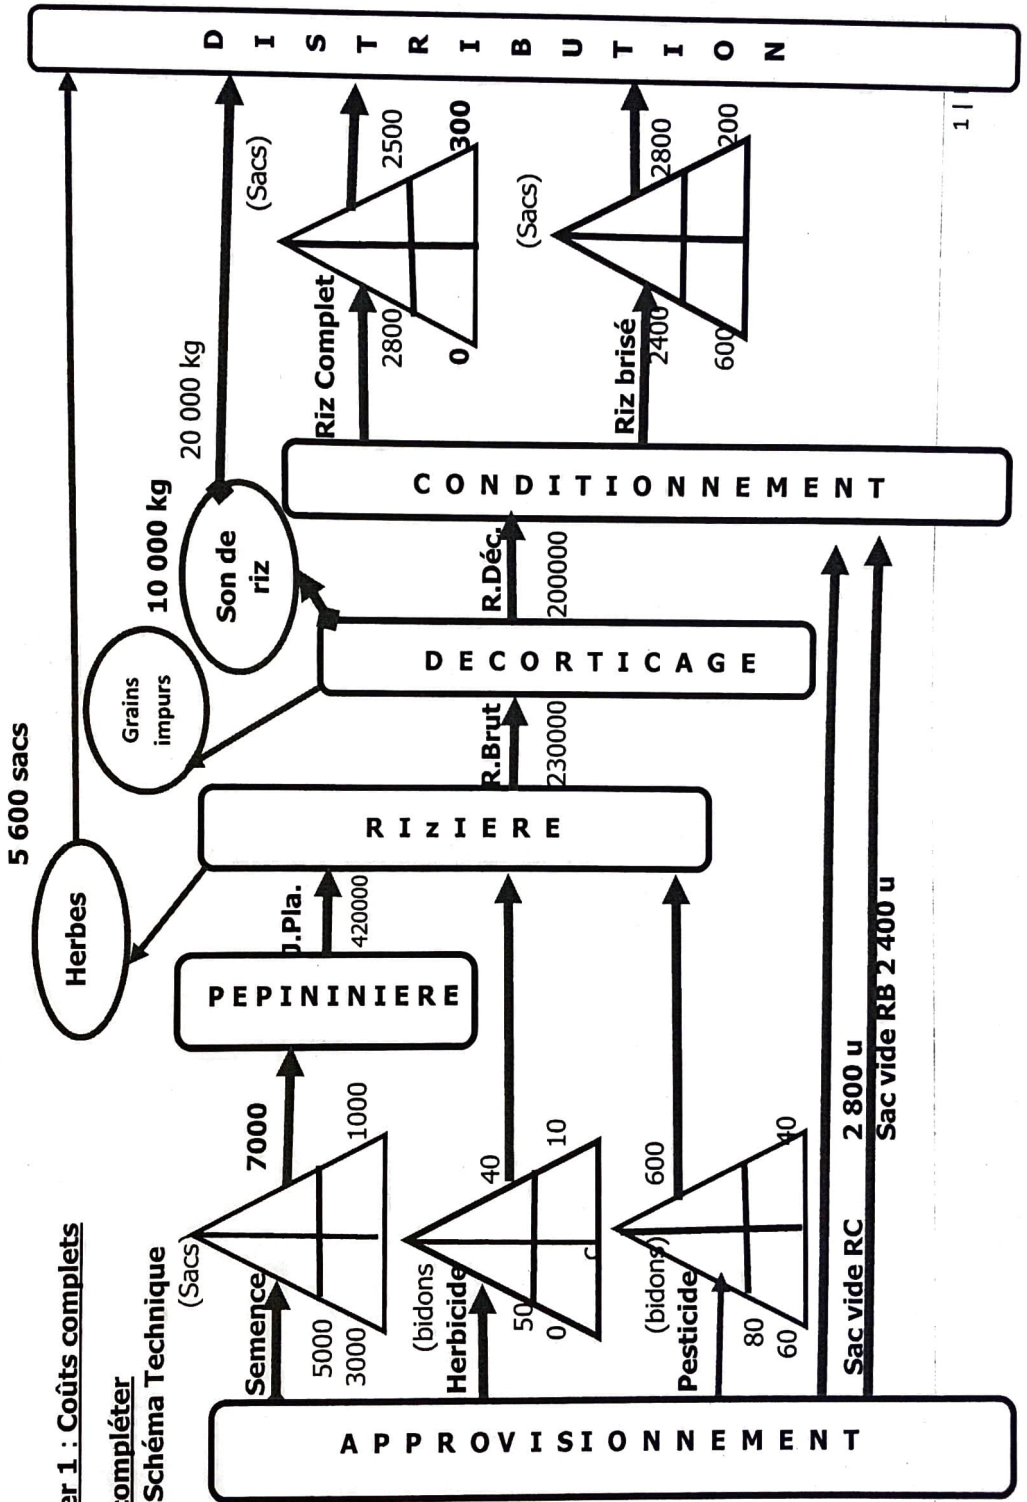 er 1 : Coûts complets
ompléter
Schéma Technique
5 600 sacs
Herbes
Grains
impurs
10 000 kg
Son de
riz
20 000 kg
APPROVISIONNEMENT
Semence
(Sacs)
5000
3000
7000
1000
Herbicide
(bidons
50
0
40
10
Pesticide
(bidons)
80
60
600
40
Sac vide RC
2 800 u
Sac vide RB 2 400 u
PEPININIERE
J.Pla.
420000
RIzIERE
R.Brut
230000
DECORTICAGE
R.Déc.
200000
CONDITIONNEMENT
Riz Complet
(Sacs)
2800
0
2500
300
Riz brisé
(Sacs)
2400
600
2800
200
DISTRIBUTION
1 |